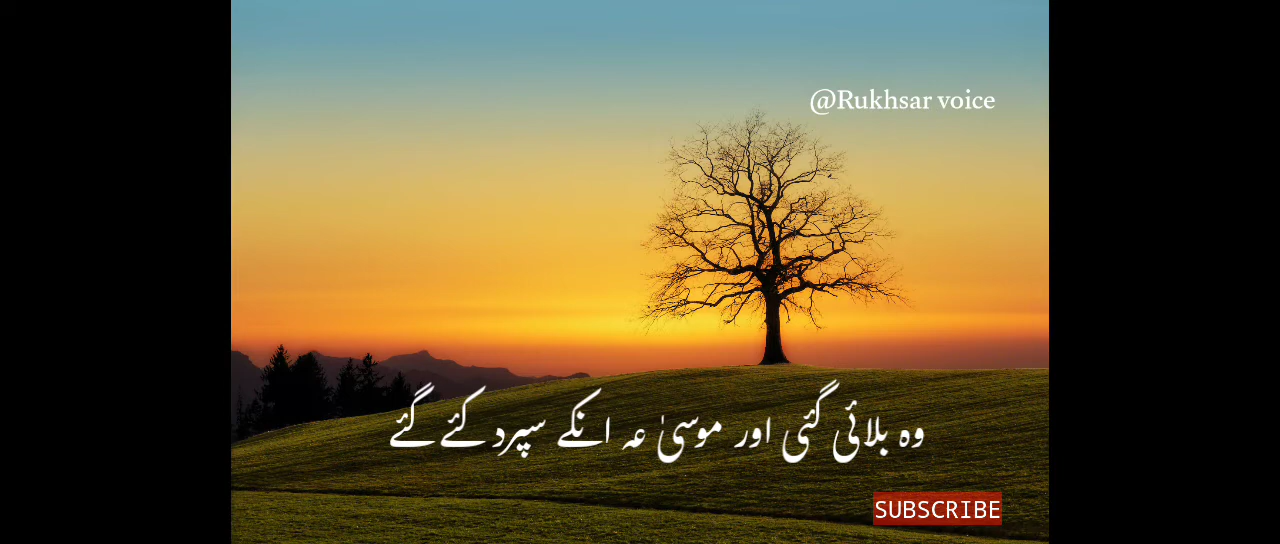 @Rukhsar voice
وہ بلائی گئی اور موسیٰ عہ انکے سپرد کئے گئے
SUBSCRIBE